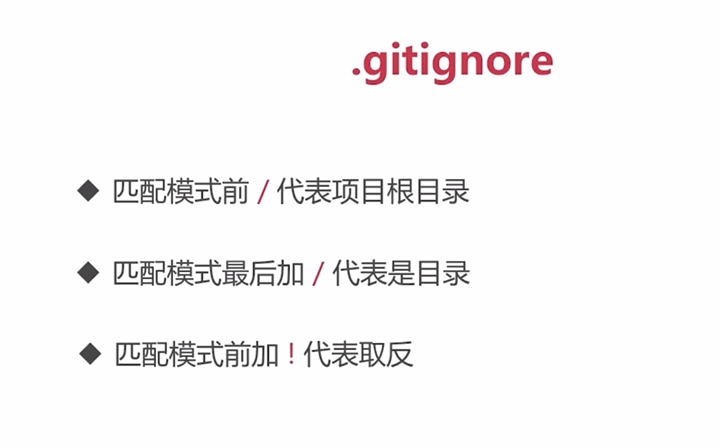 .gitignore
◆ 匹配模式前 / 代表项目根目录
◆ 匹配模式最后加 / 代表是目录
◆ 匹配模式前加 ! 代表取反